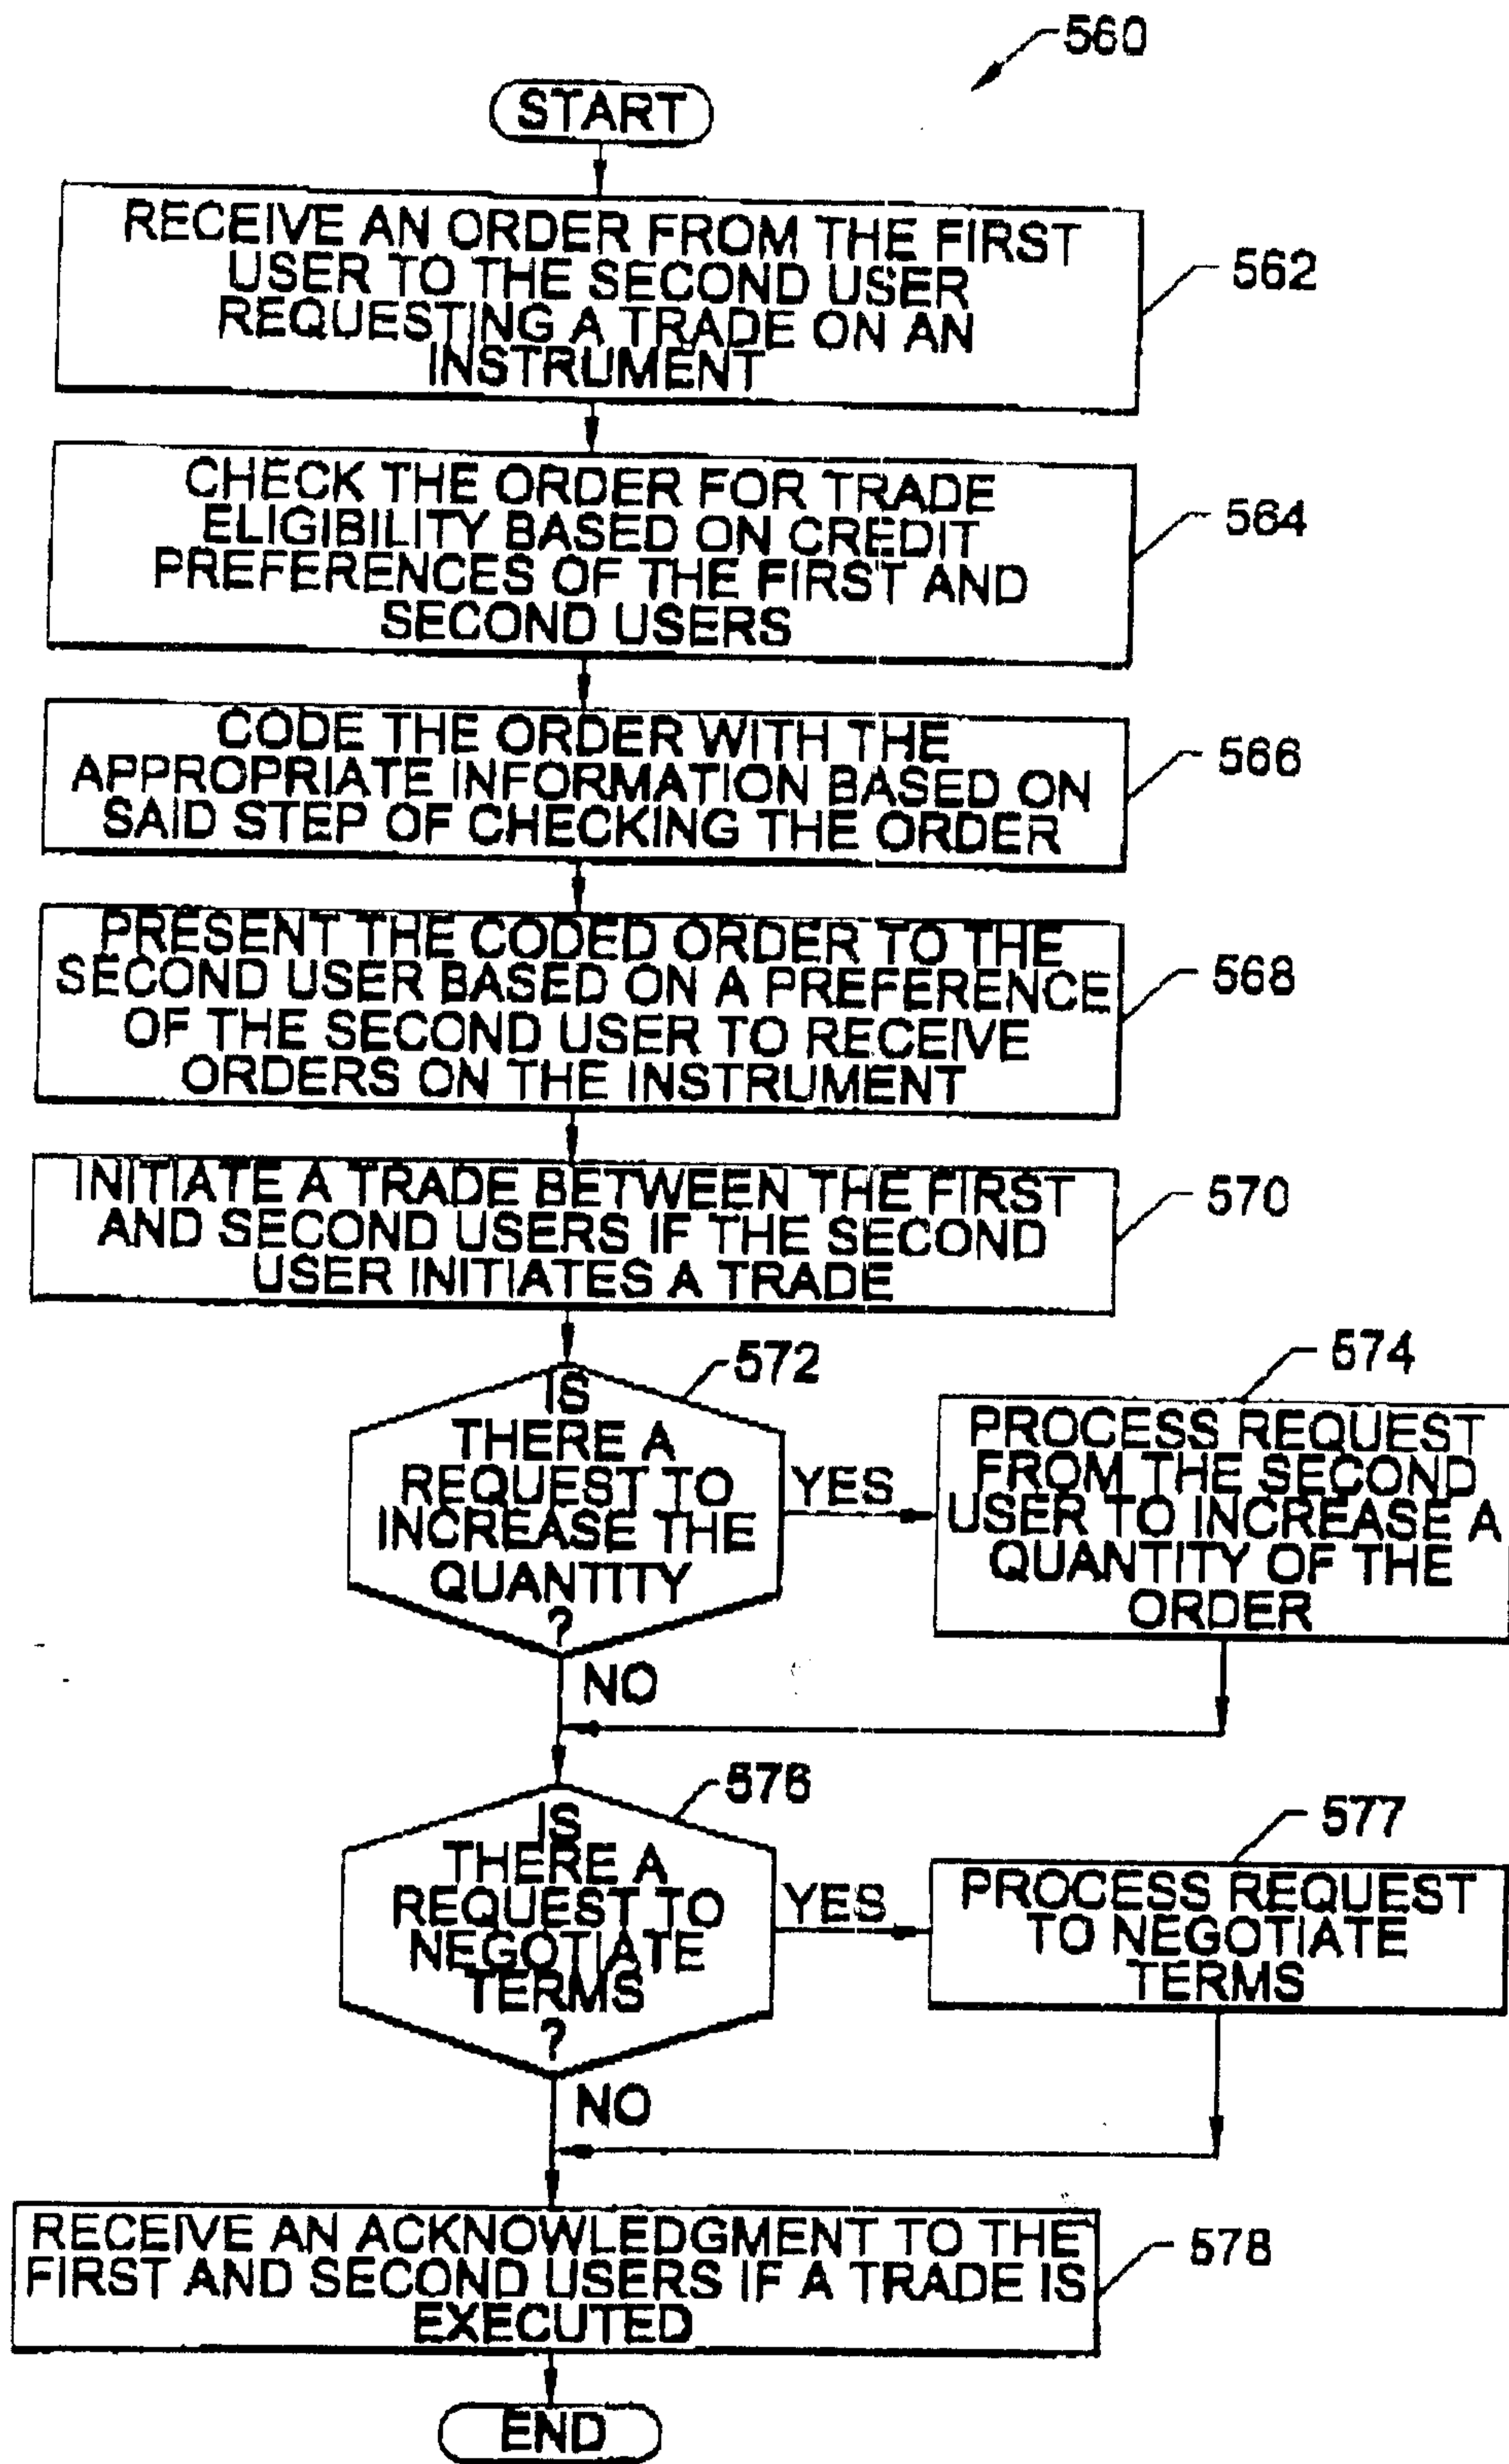 560
START
RECEIVE AN ORDER FROM THE FIRST
USER TO THE SECOND USER
REQUESTING A TRADE ON AN
INSTRUMENT
562
CHECK THE ORDER FOR TRADE
ELIGIBILITY BASED ON CREDIT
PREFERENCES OF THE FIRST AND
SECOND USERS
564
CODE THE ORDER WITH THE
APPROPRIATE INFORMATION BASED ON
SAID STEP OF CHECKING THE ORDER
566
PRESENT THE CODED ORDER TO THE
SECOND USER BASED ON A PREFERENCE
OF THE SECOND USER TO RECEIVE
ORDERS ON THE INSTRUMENT
568
INITIATE A TRADE BETWEEN THE FIRST
AND SECOND USERS IF THE SECOND
USER INITIATES A TRADE
570
572
IS
THERE A
REQUEST TO
INCREASE THE
QUANTITY
?
YES
574
PROCESS REQUEST
FROM THE SECOND
USER TO INCREASE A
QUANTITY OF THE
ORDER
NO
576
IS
THERE A
REQUEST TO
NEGOTIATE
TERMS
?
YES
577
PROCESS REQUEST
TO NEGOTIATE
TERMS
NO
RECEIVE AN ACKNOWLEDGMENT TO THE
FIRST AND SECOND USERS IF A TRADE IS
EXECUTED
578
END